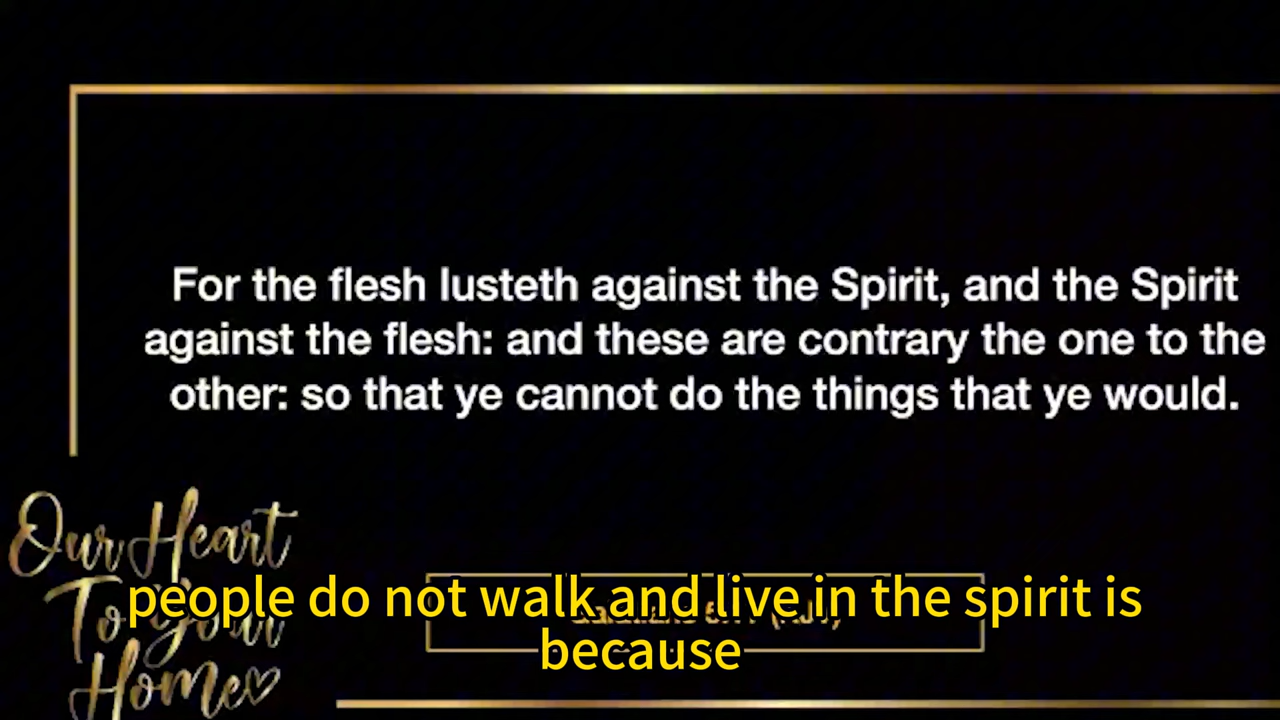 For the flesh lusteth against the Spirit, and the Spirit
against the flesh: and these are contrary the one to the
other: so that ye cannot do the things that ye would.
Our Heart
To Your
Home
people do not walk and live in the spirit is
because